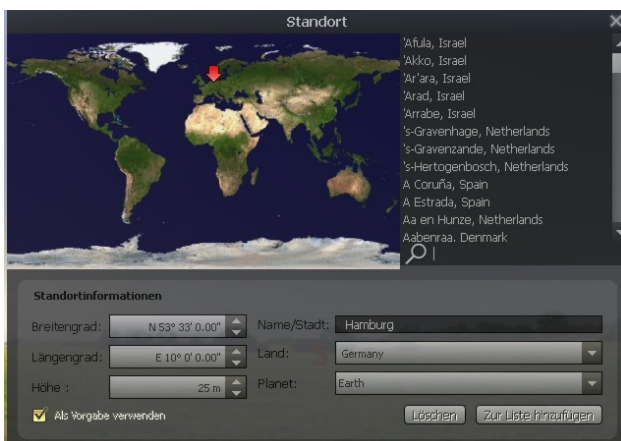 Standort
'Afula, Israel
'Akko, Israel
'Ar'ara, Israel
'Arad, Israel
'Arrabe, Israel
's-Gravenhage, Netherlands
's-Gravenzande, Netherlands
's-Hertogenbosch, Netherlands
A Coruña, Spain
A Estrada, Spain
Aa en Hunze, Netherlands
Aabenraa, Denmark
Standortinformationen
Breitengrad: N 53° 33' 0.00" Name/Stadt: Hamburg
Längengrad: E 10° 0' 0.00" Land: Germany
Höhe : 25 m Planet: Earth
Als Vorgabe verwenden Löschen Zur Liste hinzufügen